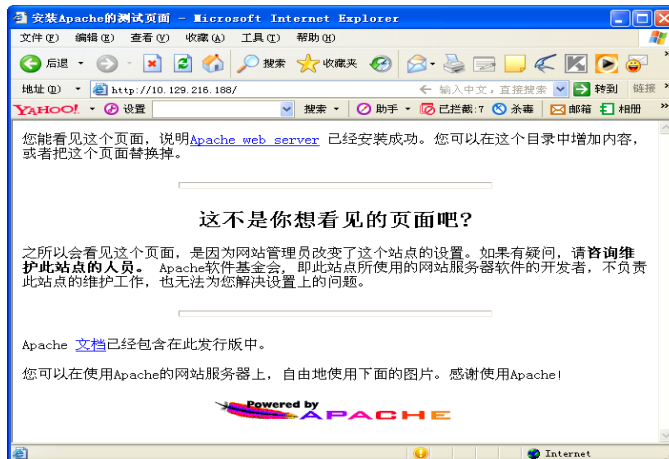 安装Apache的测试页面 - Microsoft Internet Explorer
文件(F) 编辑(E) 查看(V) 收藏(A) 工具(T) 帮助(H)
后退 搜索 收藏夹
地址(D) http://10.129.216.188/ 输入中文，直接搜索 转到 链接
YAHOO! 设置 搜索 助手 已拦截:7 杀毒 邮箱 相册
您能看见这个页面，说明Apache web server 已经安装成功。您可以在这个目录中增加内容，
或者把这个页面替换掉。
这不是你想看见的页面吧?
之所以会看见这个页面，是因为网站管理员改变了这个站点的设置。如果有疑问，请咨询维
护此站点的人员。 Apache软件基金会，即此站点所使用的网站服务器软件的开发者，不负责
此站点的维护工作，也无法为您解决设置上的问题。
Apache 文档已经包含在此发行版中。
您可以在使用Apache的网站服务器上，自由地使用下面的图片。感谢使用Apache!
Powered by
APACHE
Internet